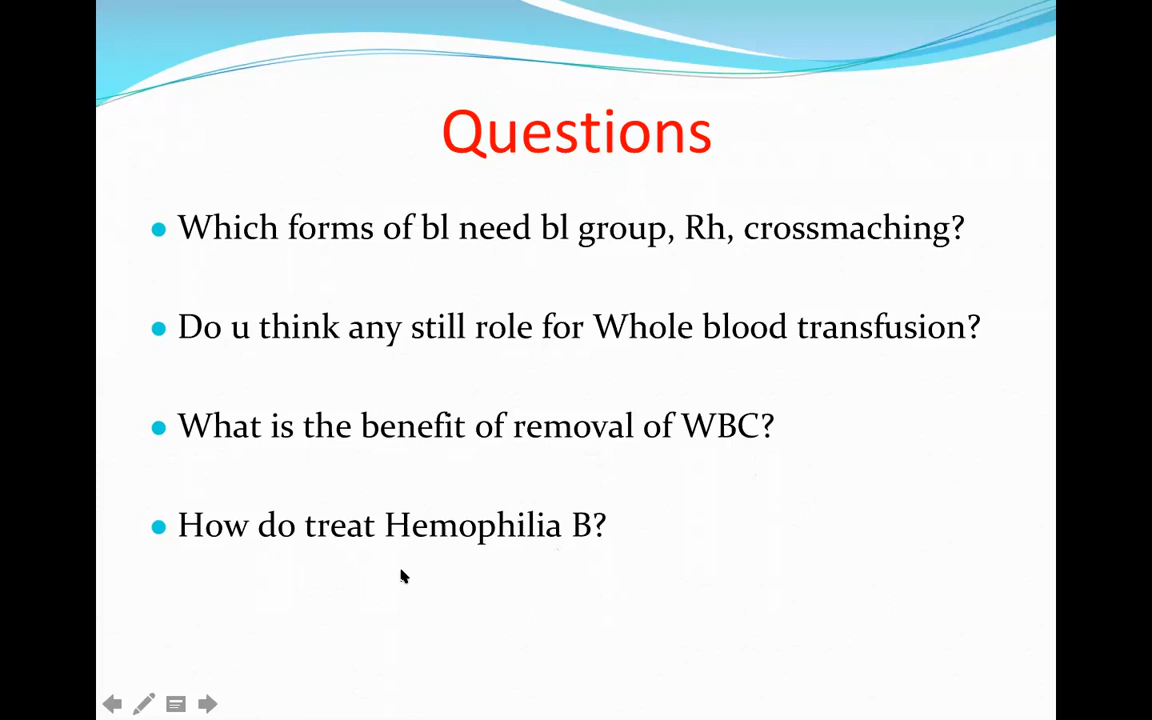 Questions
Which forms of bl need bl group, Rh, crossmaching?
Do u think any still role for Whole blood transfusion?
What is the benefit of removal of WBC?
How do treat Hemophilia B?